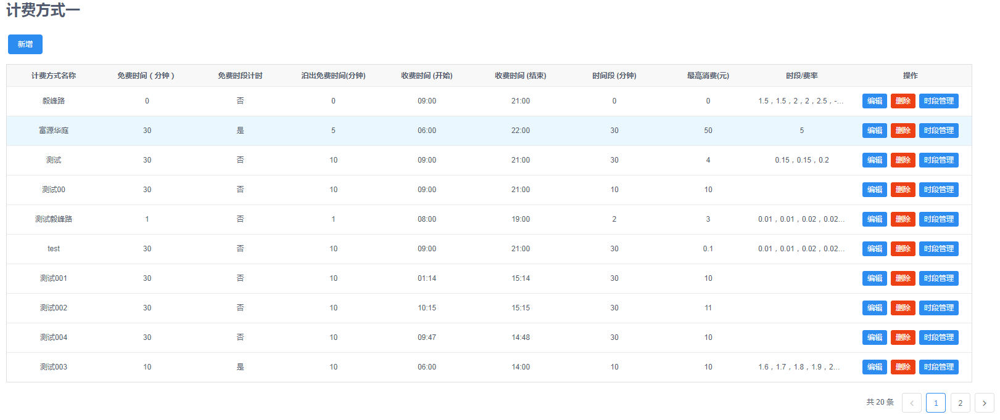 计费方式一
新增
计费方式名称 免费时间（分钟） 免费时段计时 泊出免费时间(分钟) 收费时间 (开始) 收费时间 (结束) 时间段 (分钟) 最高消费(元) 时段/费率 操作
毅峰路 0 否 0 09:00 21:00 0 0 1.5，1.5，2，2，2.5，-... 编辑 删除 时段管理
富源华庭 30 是 5 06:00 22:00 30 50 5 编辑 删除 时段管理
测试 30 否 10 09:00 21:00 30 4 0.15，0.15，0.2 编辑 删除 时段管理
测试00 30 否 10 09:00 21:00 10 10 编辑 删除 时段管理
测试毅峰路 1 否 1 08:00 19:00 2 3 0.01，0.01，0.02，0.02... 编辑 删除 时段管理
test 30 否 10 09:00 21:00 30 0.1 0.01，0.01，0.02，0.02... 编辑 删除 时段管理
测试001 30 否 10 01:14 15:14 30 10 编辑 删除 时段管理
测试002 30 否 10 10:15 15:15 30 11 编辑 删除 时段管理
测试004 30 否 10 09:47 14:48 30 10 编辑 删除 时段管理
测试003 10 是 10 06:00 14:00 10 10 1.6，1.7，1.8，1.9，2... 编辑 删除 时段管理
共 20 条 < 1 2 >